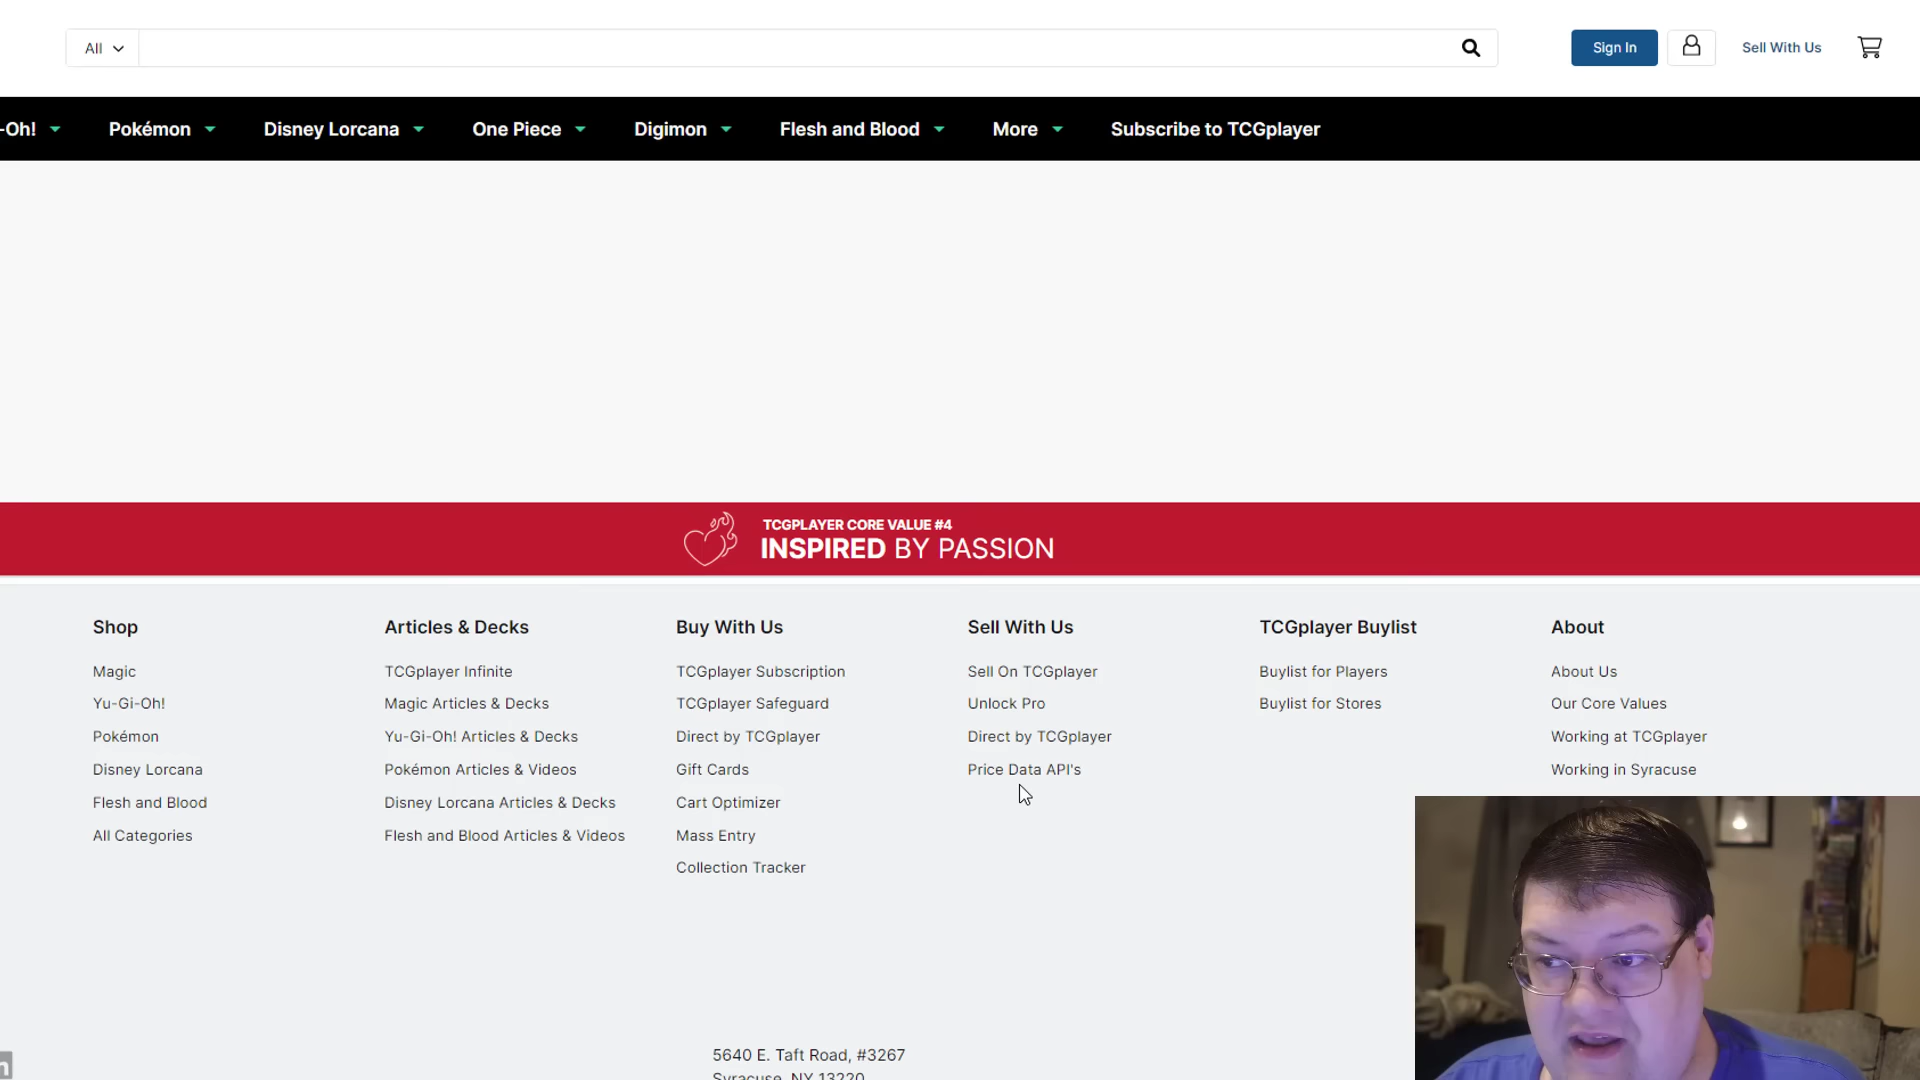 All
Sign In
Sell With Us
-Oh!
Pokémon
Disney Lorcana
One Piece
Digimon
Flesh and Blood
More
Subscribe to TCGplayer
TCGPLAYER CORE VALUE #4
INSPIRED BY PASSION
Shop
Magic
Yu-Gi-Oh!
Pokémon
Disney Lorcana
Flesh and Blood
All Categories
Articles & Decks
TCGplayer Infinite
Magic Articles & Decks
Yu-Gi-Oh! Articles & Decks
Pokémon Articles & Videos
Disney Lorcana Articles & Decks
Flesh and Blood Articles & Videos
Buy With Us
TCGplayer Subscription
TCGplayer Safeguard
Direct by TCGplayer
Gift Cards
Cart Optimizer
Mass Entry
Collection Tracker
Sell With Us
Sell On TCGplayer
Unlock Pro
Direct by TCGplayer
Price Data API's
TCGplayer Buylist
Buylist for Players
Buylist for Stores
About
About Us
Our Core Values
Working at TCGplayer
Working in Syracuse
5640 E. Taft Road, #3267
Syracuse, NY 13220